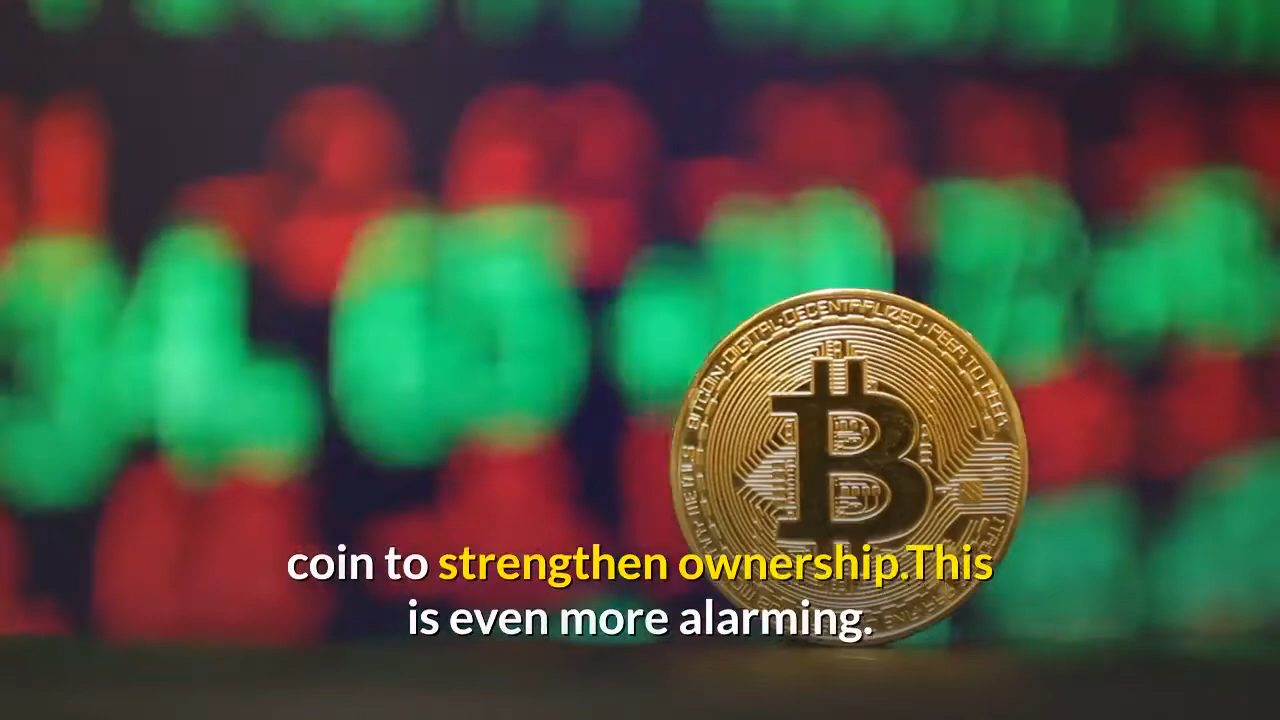 BITCOIN·DIGITAL·DECENTRALIZED·PEER TO PEER
coin to strengthen ownership.This
is even more alarming.